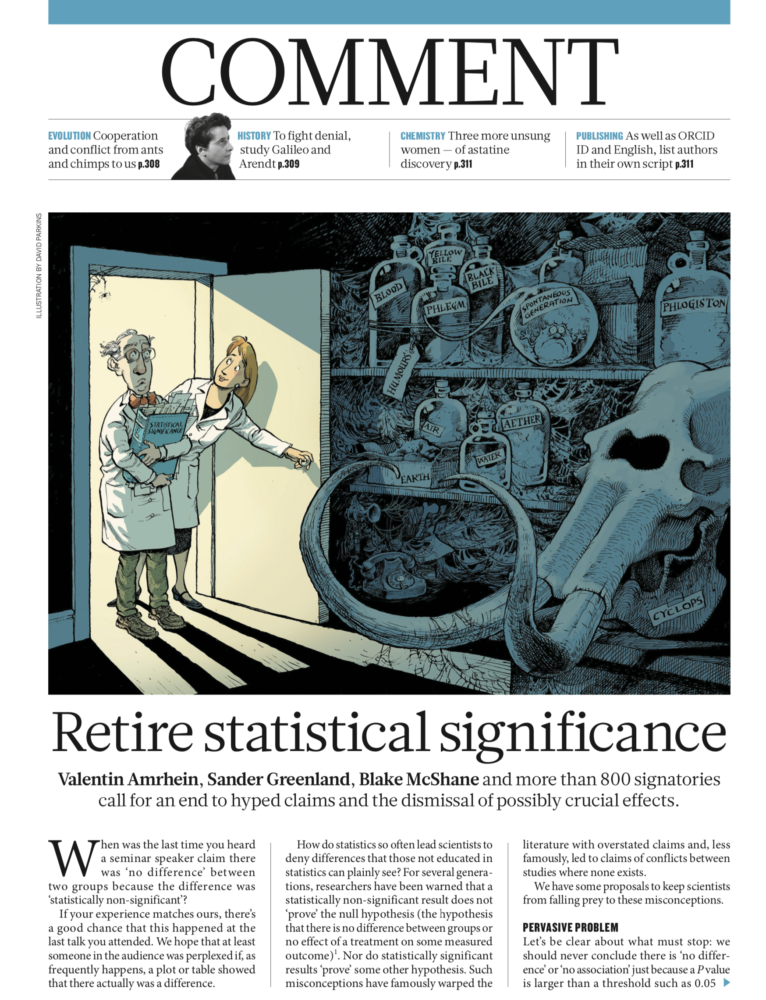 COMMENT
EVOLUTION Cooperation
and conflict from ants
and chimps to us p.308
HISTORY To fight denial,
study Galileo and
Arendt p.309
CHEMISTRY Three more unsung
women — of astatine
discovery p.311
PUBLISHING As well as ORCID
ID and English, list authors
in their own script p.311
ILLUSTRATION BY DAVID PARKINS
YELLOW
BILE
BLACK
BILE
BLOOD
PHLEGM
SPONTANEOUS
GENERATION
PHLOGISTON
HUMOURS
STATISTICAL
SIGNIFICANCE
AIR
AETHER
WATER
EARTH
CYCLOPS
Retire statistical significance
Valentin Amrhein, Sander Greenland, Blake McShane and more than 800 signatories
call for an end to hyped claims and the dismissal of possibly crucial effects.
When was the last time you heard
a seminar speaker claim there
was ‘no difference’ between
two groups because the difference was
‘statistically non-significant’?
If your experience matches ours, there’s
a good chance that this happened at the
last talk you attended. We hope that at least
someone in the audience was perplexed if, as
frequently happens, a plot or table showed
that there actually was a difference.
How do statistics so often lead scientists to
deny differences that those not educated in
statistics can plainly see? For several genera-
tions, researchers have been warned that a
statistically non-significant result does not
‘prove’ the null hypothesis (the hypothesis
that there is no difference between groups or
no effect of a treatment on some measured
outcome)¹. Nor do statistically significant
results ‘prove’ some other hypothesis. Such
misconceptions have famously warped the
literature with overstated claims and, less
famously, led to claims of conflicts between
studies where none exists.
We have some proposals to keep scientists
from falling prey to these misconceptions.
PERVASIVE PROBLEM
Let’s be clear about what must stop: we
should never conclude there is ‘no differ-
ence’ or ‘no association’ just because a P value
is larger than a threshold such as 0.05